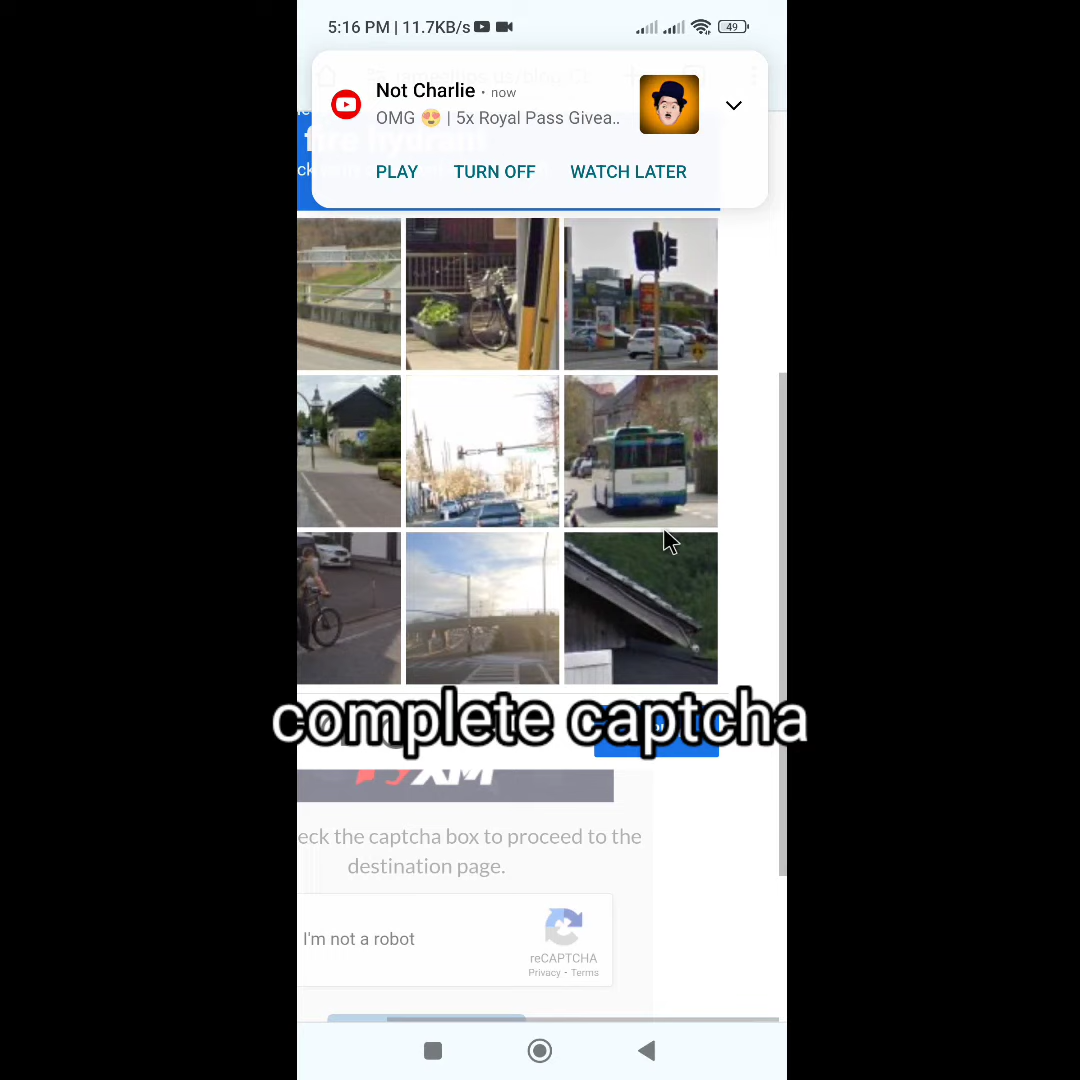 5:16 PM | 11.7KB/s
49
Not Charlie · now
OMG 😍 | 5x Royal Pass Givea..
PLAY TURN OFF WATCH LATER
fire hydrant
complete captcha
XM
eck the captcha box to proceed to the
destination page.
I'm not a robot
reCAPTCHA
Privacy - Terms